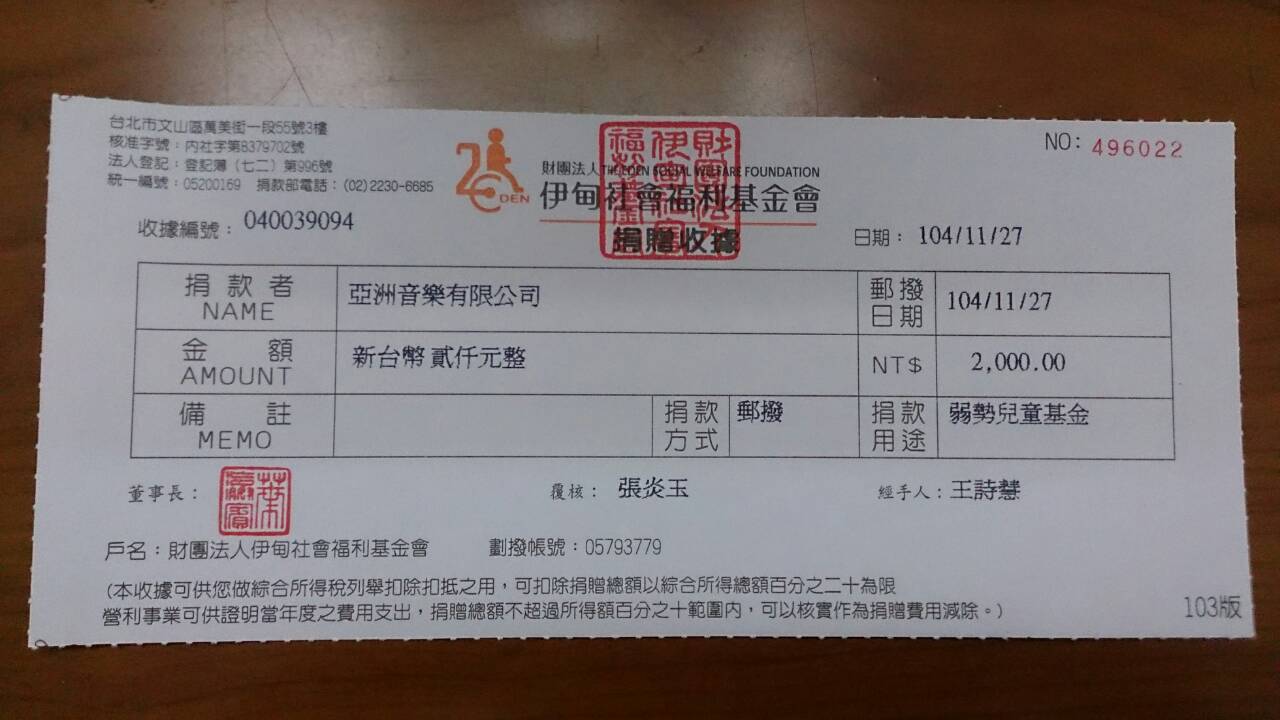 台北市文山區萬美街一段55號3樓
核准字號：內社字第8379702號
法人登記：登記簿（七二）第996號
統一編號：05200169 捐款部電話：(02)2230-6685
收據編號：040039094
EDEN
財團法人THE EDEN SOCIAL WELFARE FOUNDATION
伊甸社會福利基金會
捐贈收據
NO: 496022
日期：104/11/27
捐款者 NAME 亞洲音樂有限公司 郵撥日期 104/11/27
金額 AMOUNT 新台幣 貳仟元整 NT$ 2,000.00
備註 MEMO 捐款方式 郵撥 捐款用途 弱勢兒童基金
董事長： 覆核：張炎玉 經手人：王詩慧
戶名：財團法人伊甸社會福利基金會 劃撥帳號：05793779
(本收據可供您做綜合所得稅列舉扣除扣抵之用，可扣除捐贈總額以綜合所得總額百分之二十為限
營利事業可供證明當年度之費用支出，捐贈總額不超過所得額百分之十範圍內，可以核實作為捐贈費用減除。)
103版